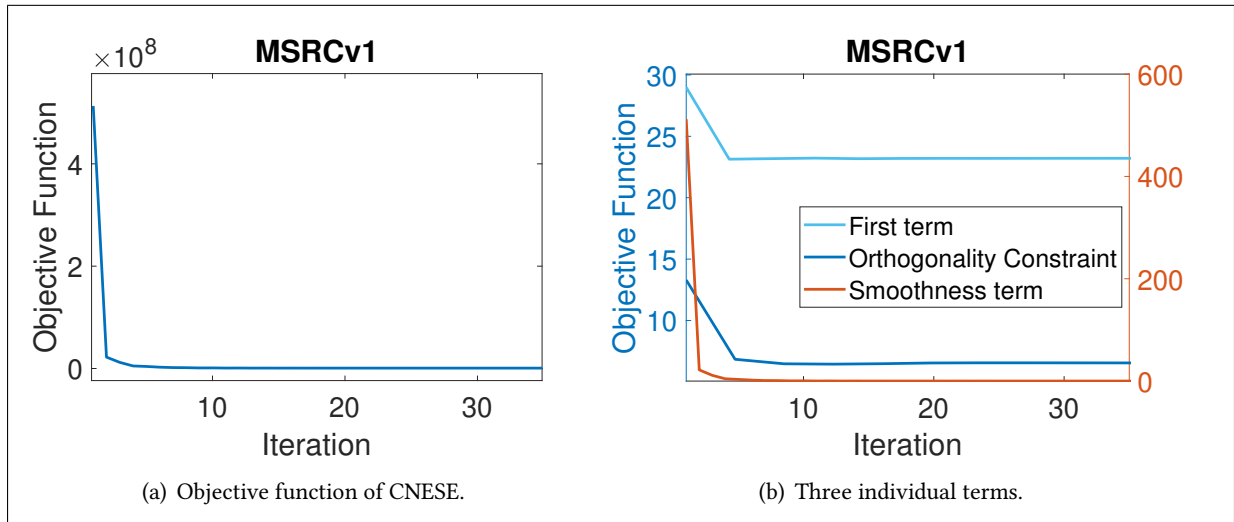 MSRCv1
×10^8
Objective Function
4
2
0
10
20
30
Iteration
(a) Objective function of CNESE.
MSRCv1
Objective Function
30
25
20
15
10
600
400
200
0
First term
Orthogonality Constraint
Smoothness term
10
20
30
Iteration
(b) Three individual terms.